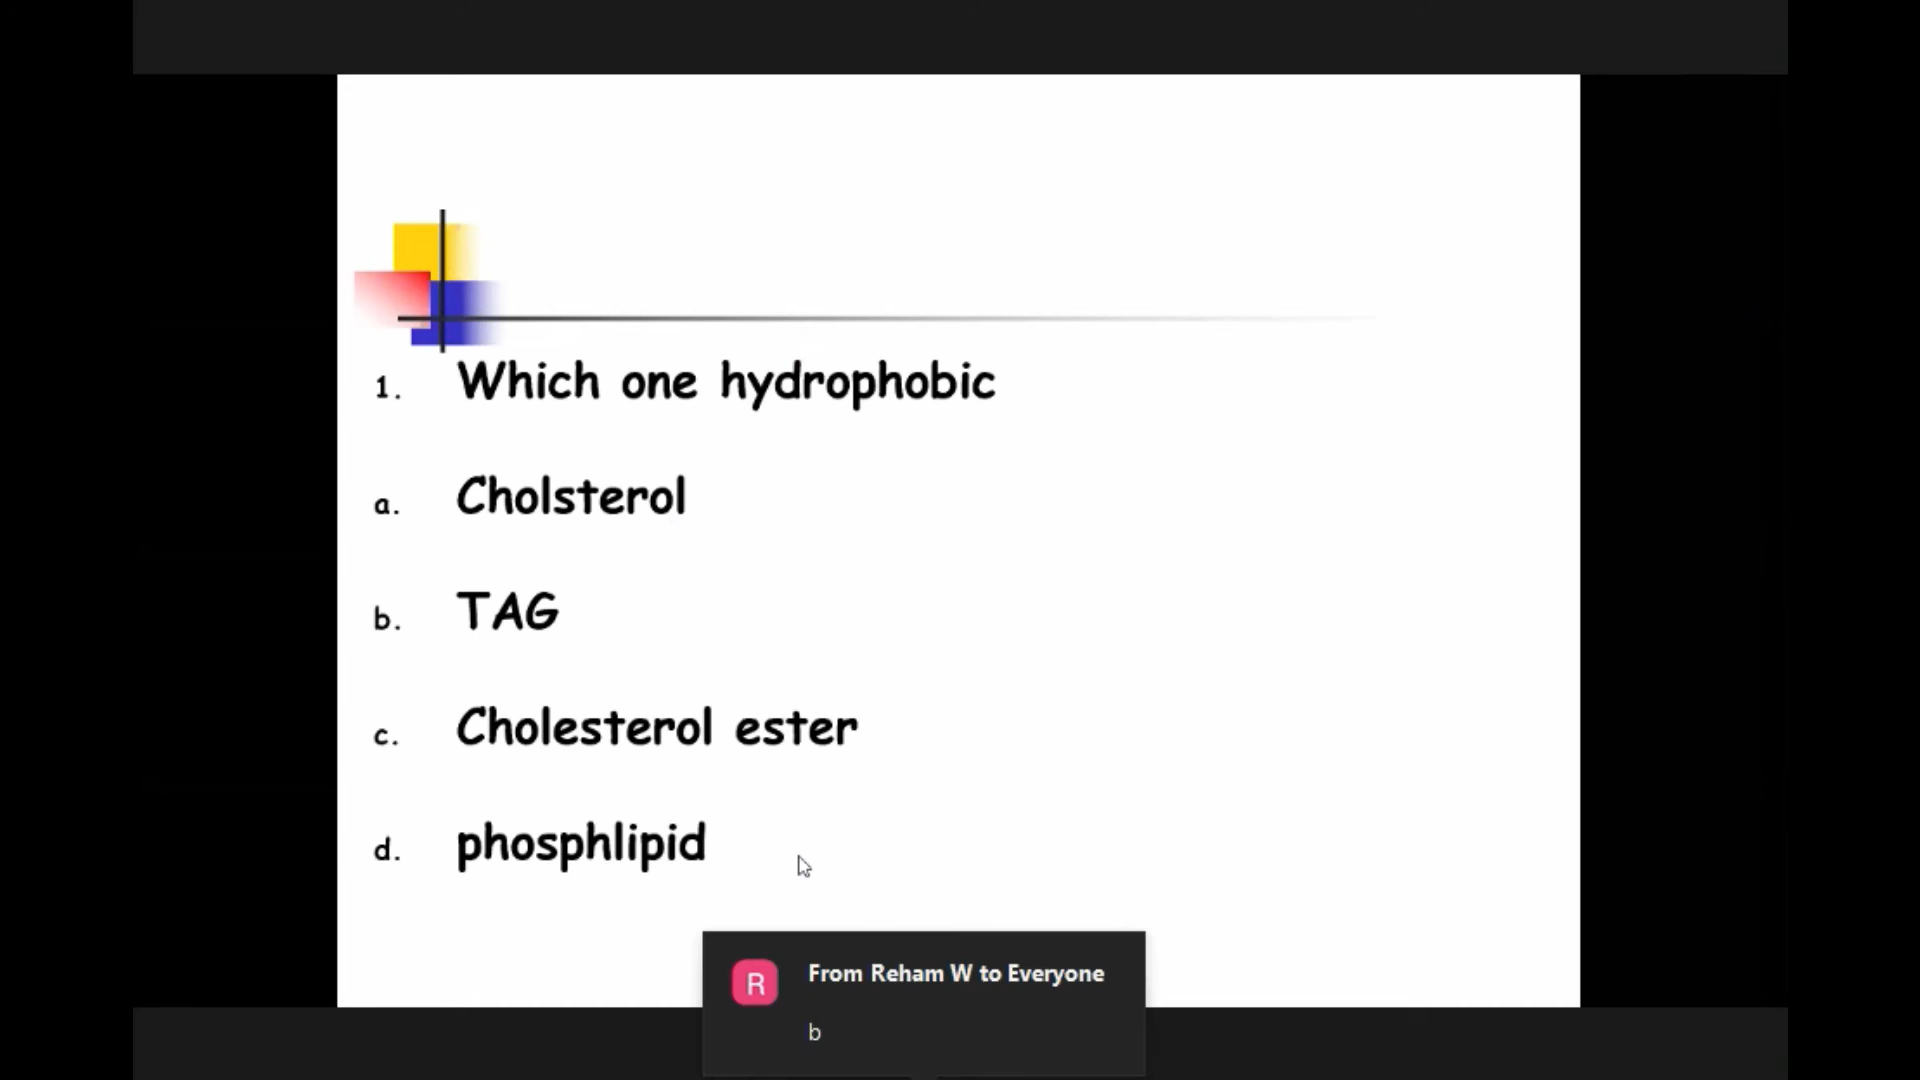 1. Which one hydrophobic
a. Cholsterol
b. TAG
c. Cholesterol ester
d. phosphlipid
R From Reham W to Everyone
b